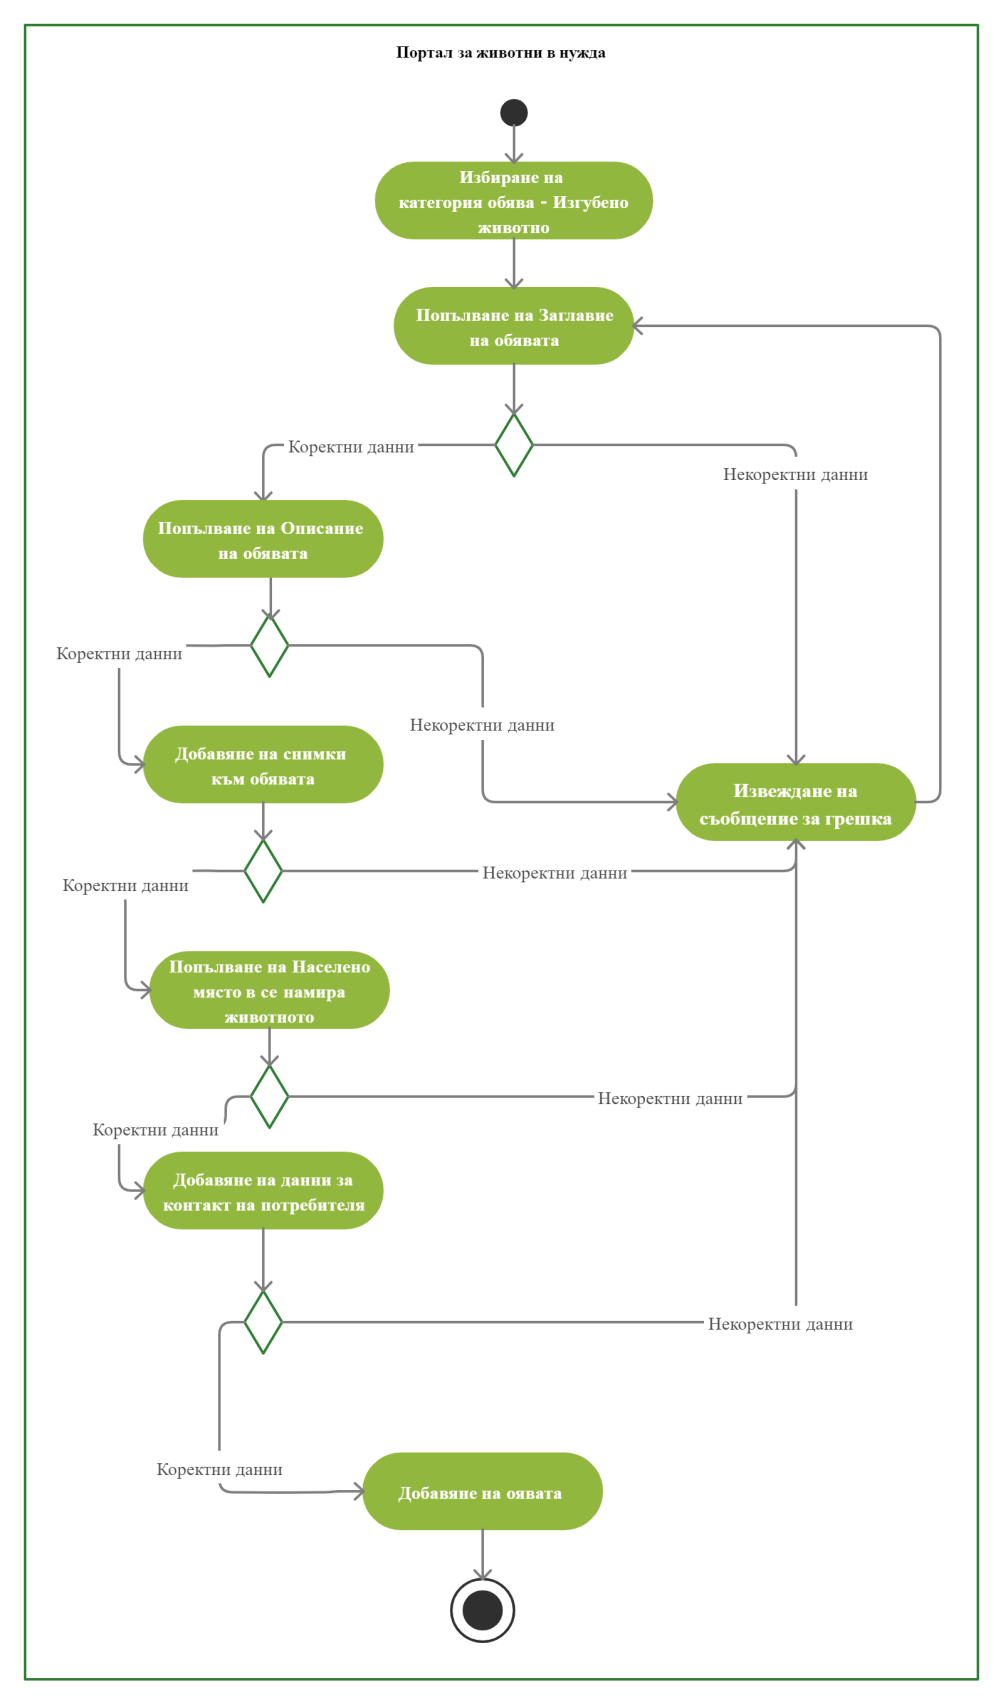 Портал за животни в нужда
Избиране на
категория обява - Изгубено
животно
Попълване на Заглавие
на обявата
Коректни данни
Некоректни данни
Попълване на Описание
на обявата
Коректни данни
Некоректни данни
Добавяне на снимки
към обявата
Извеждане на
съобщение за грешка
Некоректни данни
Коректни данни
Попълване на Населено
място в се намира
животното
Некоректни данни
Коректни данни
Добавяне на данни за
контакт на потребителя
Некоректни данни
Коректни данни
Добавяне на оявата